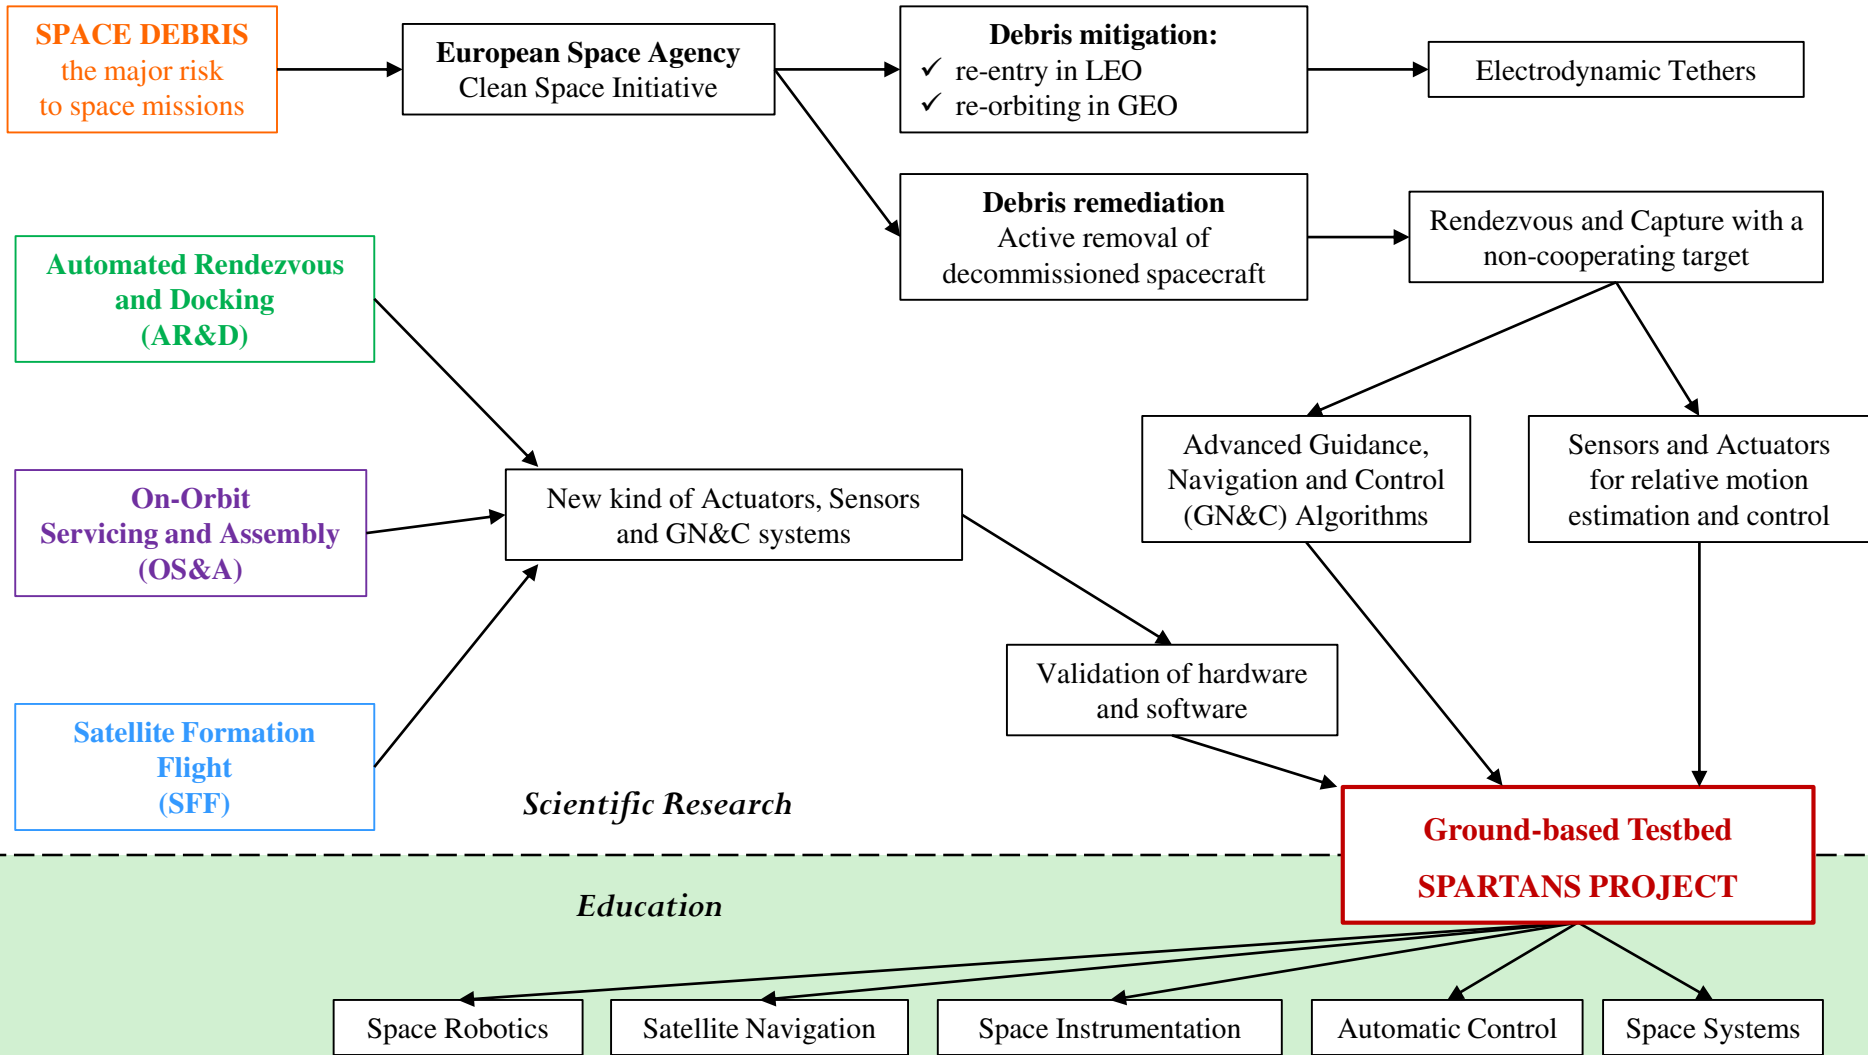 SPACE DEBRIS
the major risk
to space missions
European Space Agency
Clean Space Initiative
Debris mitigation:
✓ re-entry in LEO
✓ re-orbiting in GEO
Electrodynamic Tethers
Debris remediation
Active removal of
decommissioned spacecraft
Rendezvous and Capture with a
non-cooperating target
Automated Rendezvous
and Docking
(AR&D)
On-Orbit
Servicing and Assembly
(OS&A)
Satellite Formation
Flight
(SFF)
New kind of Actuators, Sensors
and GN&C systems
Advanced Guidance,
Navigation and Control
(GN&C) Algorithms
Sensors and Actuators
for relative motion
estimation and control
Validation of hardware
and software
Scientific Research
Ground-based Testbed
SPARTANS PROJECT
Education
Space Robotics
Satellite Navigation
Space Instrumentation
Automatic Control
Space Systems